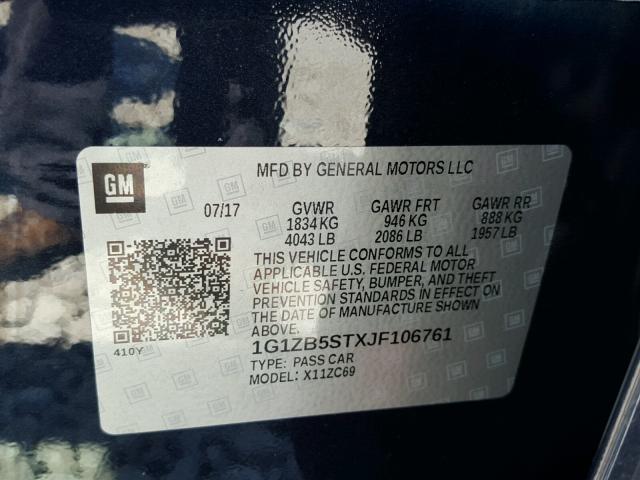 GM
MFD BY GENERAL MOTORS LLC
07/17 GVWR GAWR FRT GAWR RR
1834 KG 946 KG 888 KG
4043 LB 2086 LB 1957 LB
THIS VEHICLE CONFORMS TO ALL
APPLICABLE U.S. FEDERAL MOTOR
VEHICLE SAFETY, BUMPER, AND THEFT
PREVENTION STANDARDS IN EFFECT ON
THE DATE OF MANUFACTURE SHOWN
ABOVE.
410Y
1G1ZB5STXJF106761
TYPE: PASS CAR
MODEL: X11ZC69